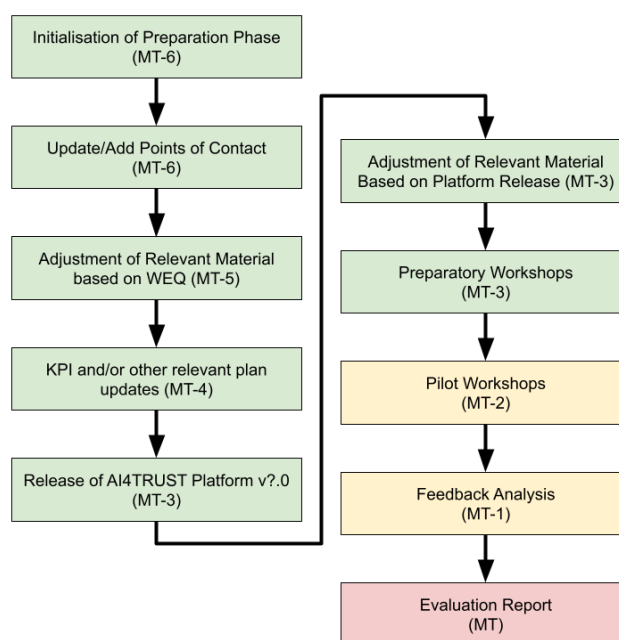 Initialisation of Preparation Phase
(MT-6)
Update/Add Points of Contact
(MT-6)
Adjustment of Relevant Material
based on WEQ (MT-5)
KPI and/or other relevant plan
updates (MT-4)
Release of AI4TRUST Platform v?.0
(MT-3)
Adjustment of Relevant Material
Based on Platform Release (MT-3)
Preparatory Workshops
(MT-3)
Pilot Workshops
(MT-2)
Feedback Analysis
(MT-1)
Evaluation Report
(MT)